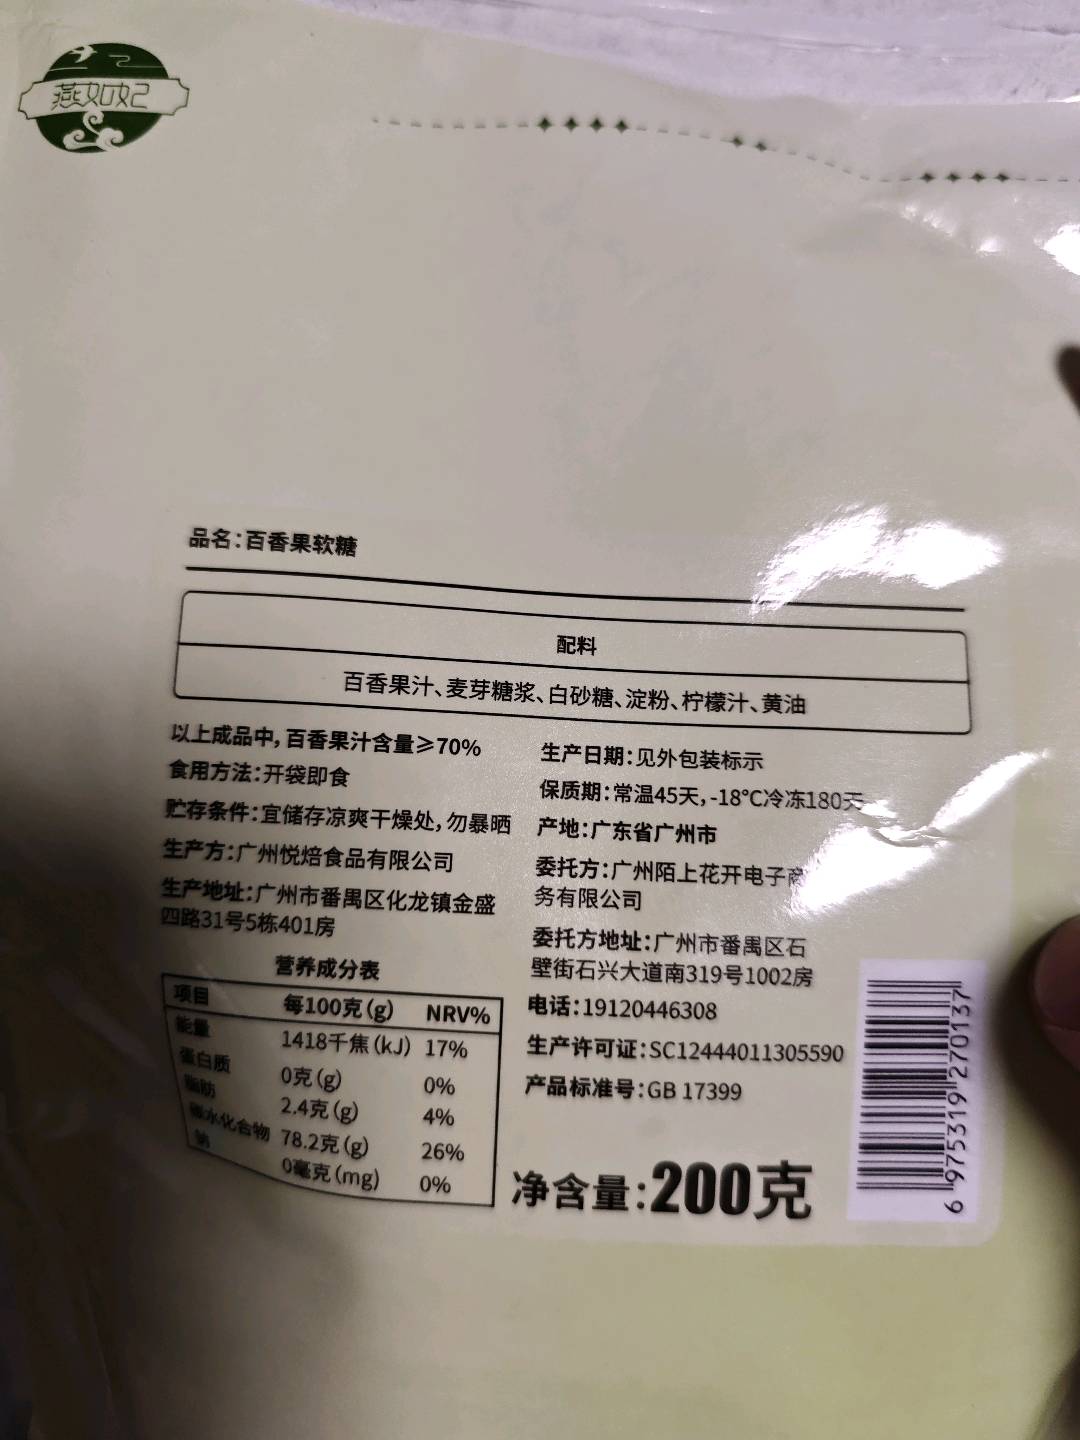 燕如妃
品名:百香果软糖
配料
百香果汁、麦芽糖浆、白砂糖、淀粉、柠檬汁、黄油
以上成品中,百香果汁含量≥70%
食用方法:开袋即食
贮存条件:宜储存凉爽干燥处,勿暴晒
生产方:广州悦焙食品有限公司
生产地址:广州市番禺区化龙镇金盛
四路31号5栋401房
生产日期:见外包装标示
保质期:常温45天,-18℃冷冻180天
产地:广东省广州市
委托方:广州陌上花开电子商
务有限公司
委托方地址:广州市番禺区石
壁街石兴大道南319号1002房
电话:19120446308
生产许可证:SC12444011305590
产品标准号:GB 17399
营养成分表
项目 每100克(g) NRV%
能量 1418千焦(kJ) 17%
蛋白质 0克(g) 0%
脂肪 2.4克(g) 4%
碳水化合物 78.2克(g) 26%
钠 0毫克(mg) 0%
净含量:200克
6 975319 270137